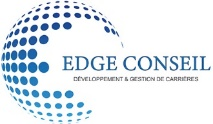 EDGE CONSEIL
DÉVELOPPEMENT & GESTION DE CARRIÈRES